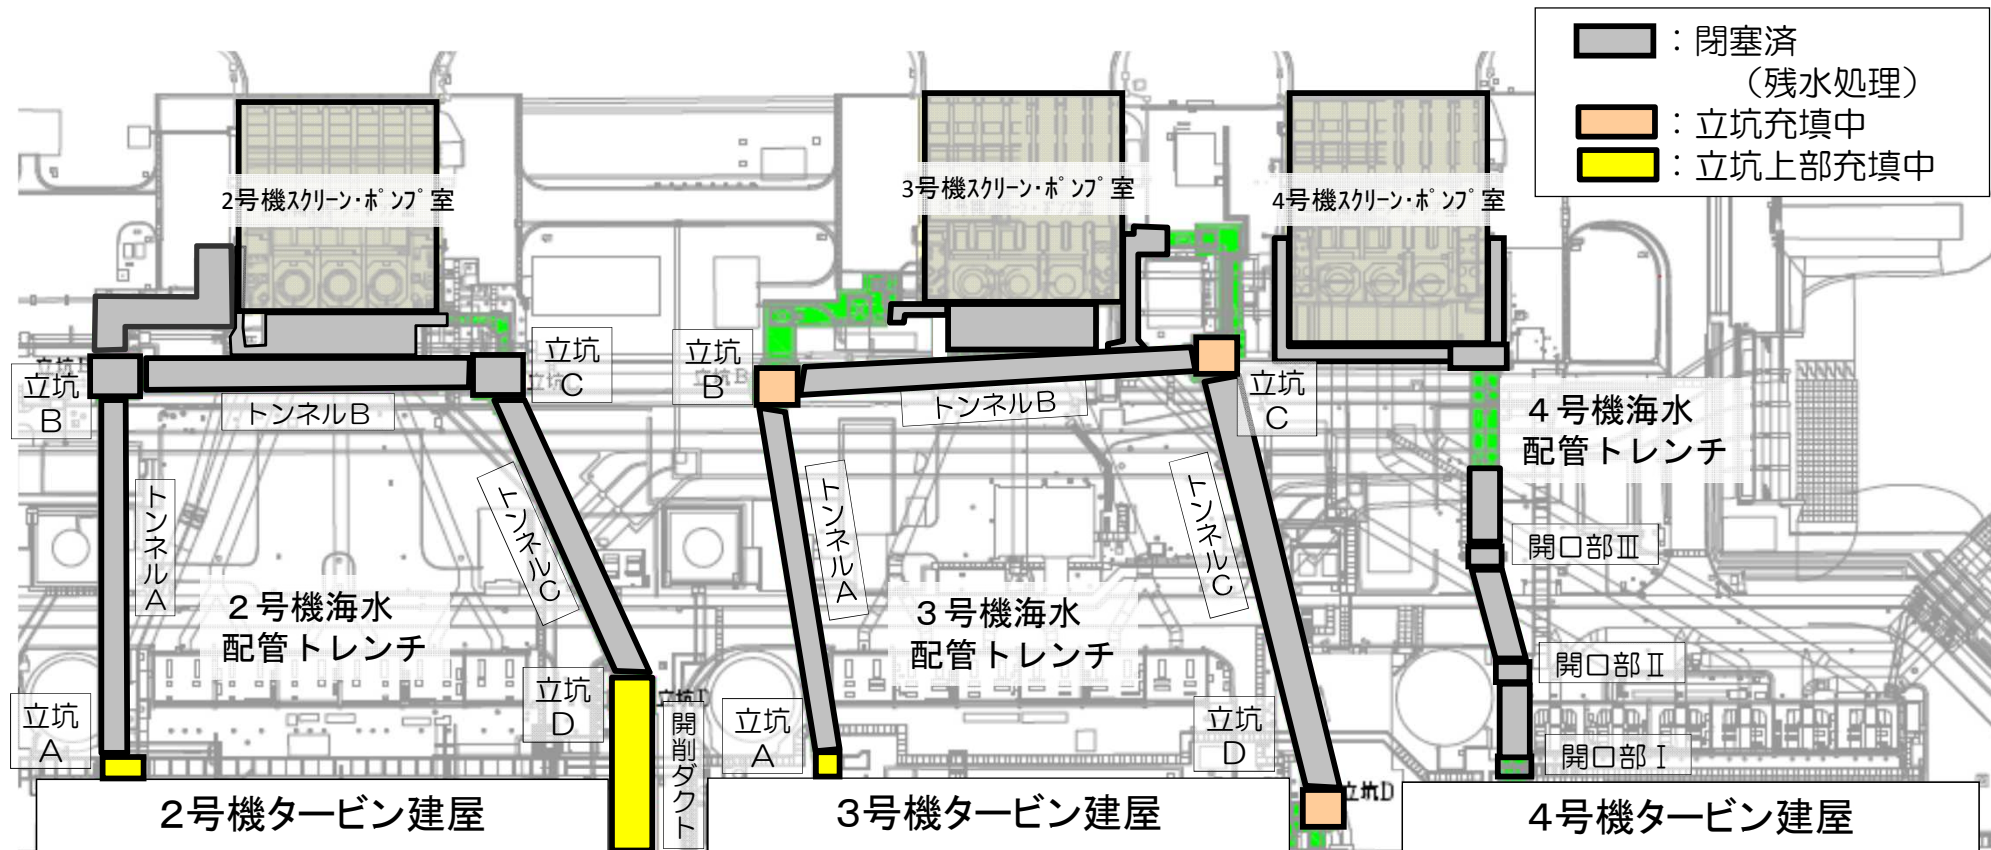 ：閉塞済
（残水処理）
：立坑充填中
：立坑上部充填中
2号機ｽｸﾘｰﾝ・ﾎﾟﾝﾌﾟ室
3号機ｽｸﾘｰﾝ・ﾎﾟﾝﾌﾟ室
4号機ｽｸﾘｰﾝ・ﾎﾟﾝﾌﾟ室
立坑
B
トンネルB
立坑
C
立坑C
トンネルA
トンネルC
２号機海水
配管トレンチ
立坑
A
立坑
D
開削ダクト
2号機タービン建屋
立坑
B
立坑B
トンネルB
立坑
C
トンネルA
トンネルC
３号機海水
配管トレンチ
立坑
A
立坑
D
立坑D
3号機タービン建屋
４号機海水
配管トレンチ
開口部Ⅲ
開口部Ⅱ
開口部Ⅰ
4号機タービン建屋